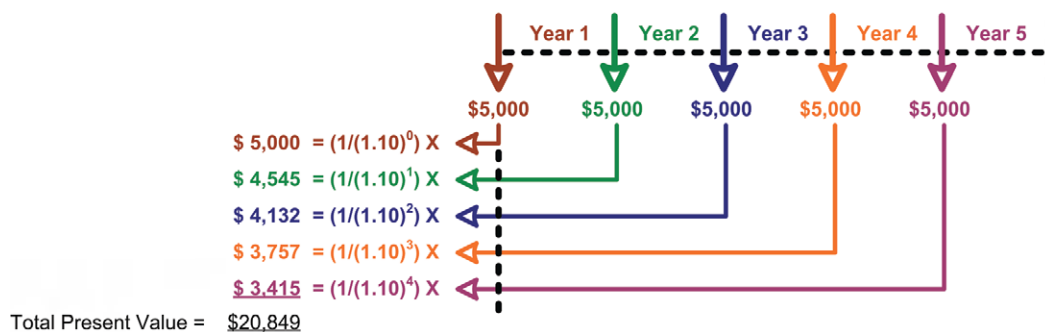 Year 1 Year 2 Year 3 Year 4 Year 5
$5,000 $5,000 $5,000 $5,000 $5,000
$ 5,000 = (1/(1.10)⁰) X
$ 4,545 = (1/(1.10)¹) X
$ 4,132 = (1/(1.10)²) X
$ 3,757 = (1/(1.10)³) X
$ 3,415 = (1/(1.10)⁴) X
Total Present Value = $20,849